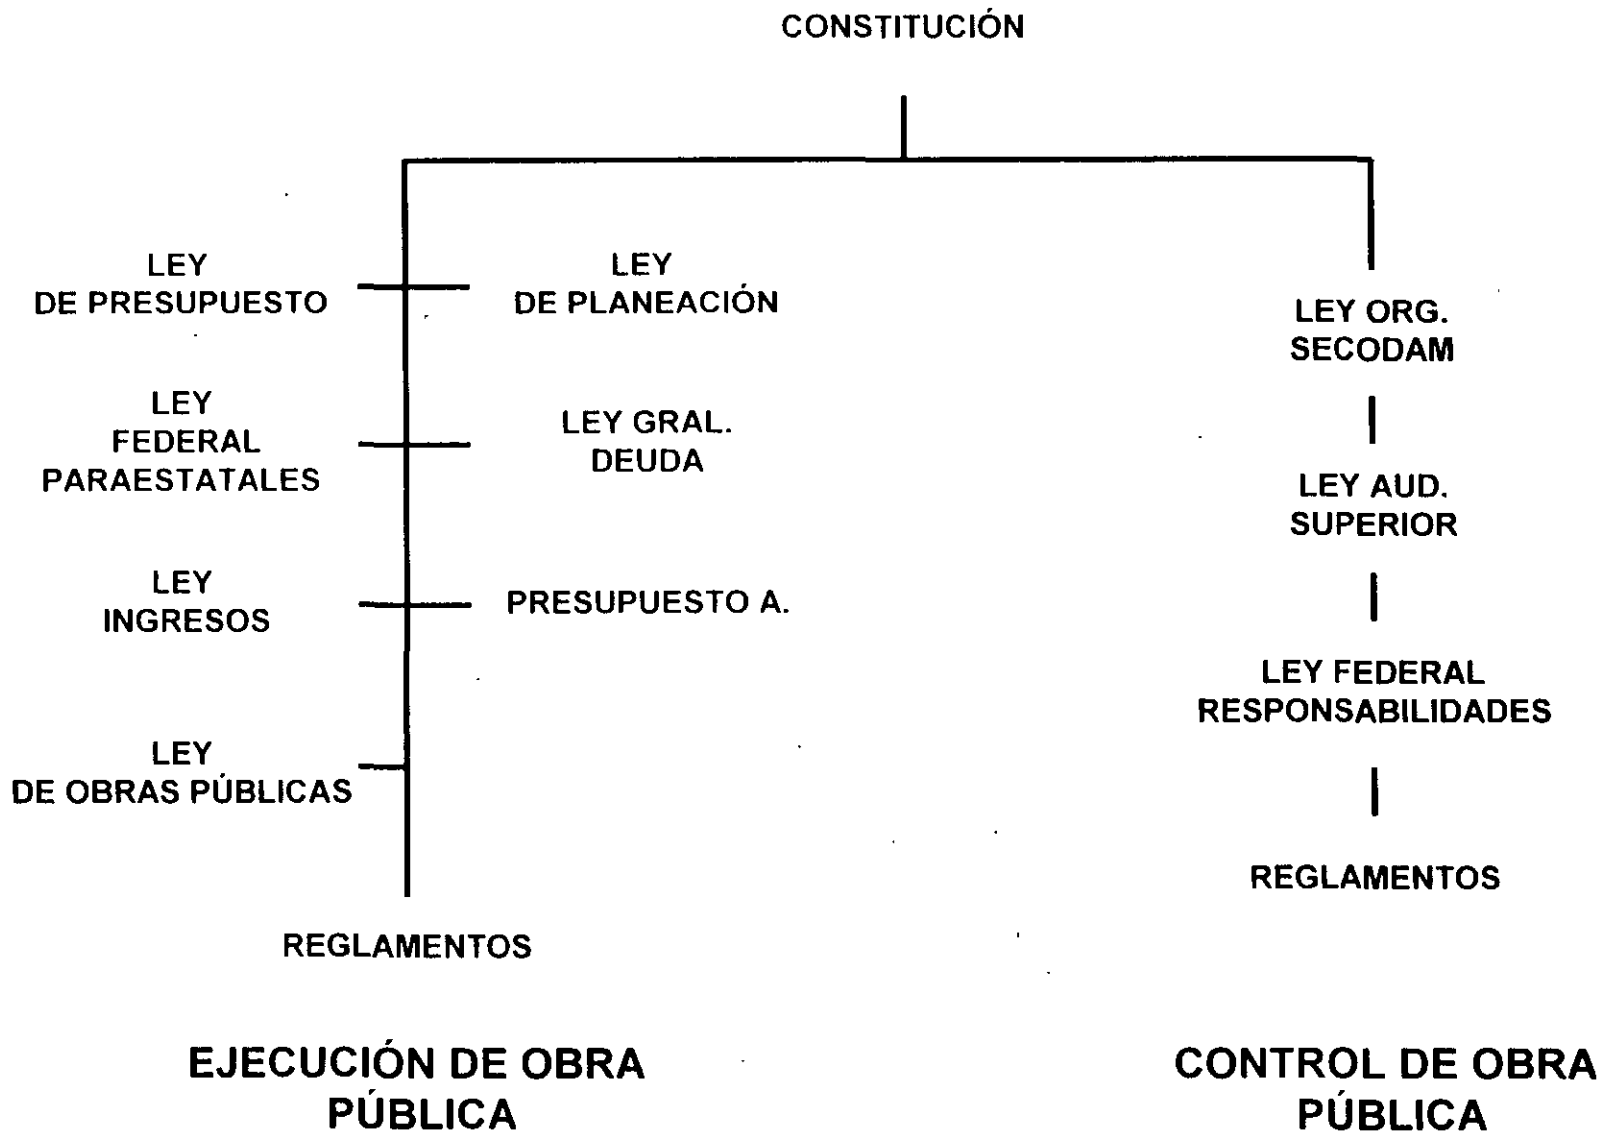 CONSTITUCIÓN
LEY
DE PRESUPUESTO
LEY
DE PLANEACIÓN
LEY
FEDERAL
PARAESTATALES
LEY GRAL.
DEUDA
LEY
INGRESOS
PRESUPUESTO A.
LEY
DE OBRAS PÚBLICAS
REGLAMENTOS
EJECUCIÓN DE OBRA
PÚBLICA
LEY ORG.
SECODAM
LEY AUD.
SUPERIOR
LEY FEDERAL
RESPONSABILIDADES
REGLAMENTOS
CONTROL DE OBRA
PÚBLICA